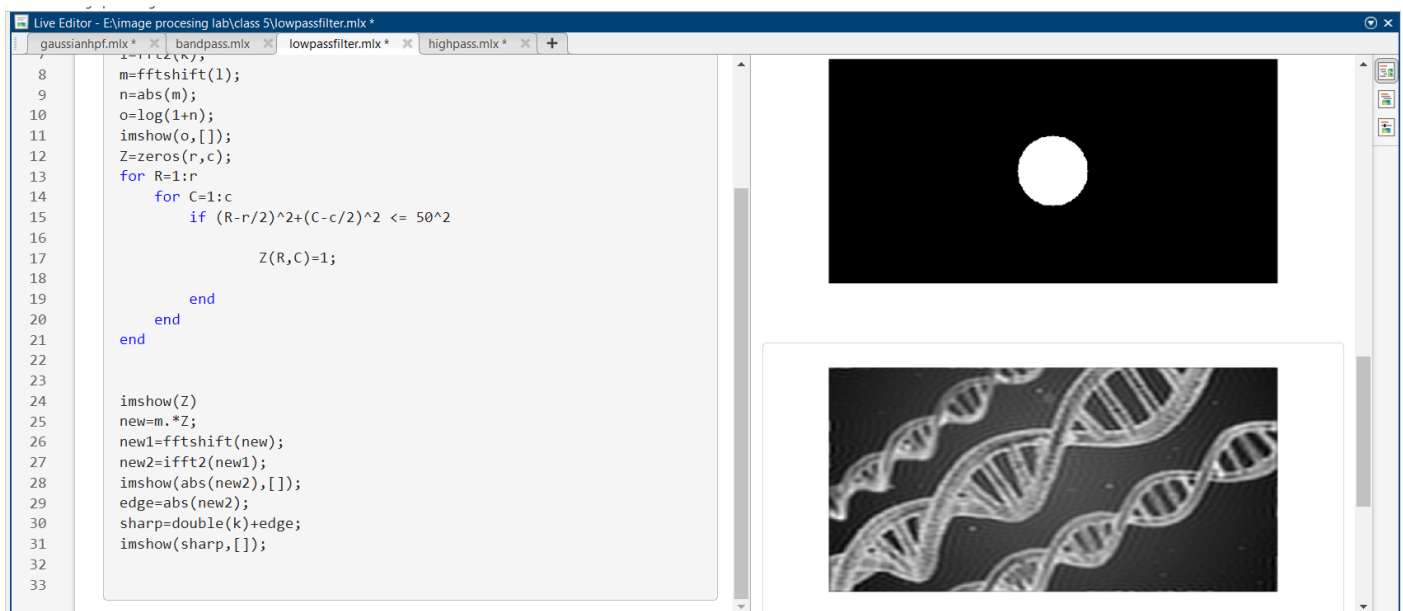 Live Editor - E:\image procesing lab\class 5\lowpassfilter.mlx *
gaussianhpf.mlx * bandpass.mlx lowpassfilter.mlx * highpass.mlx *
8 m=fftshift(l);
9 n=abs(m);
10 o=log(1+n);
11 imshow(o,[]);
12 Z=zeros(r,c);
13 for R=1:r
14 for C=1:c
15 if (R-r/2)^2+(C-c/2)^2 <= 50^2
16
17 Z(R,C)=1;
18
19 end
20 end
21 end
22
23
24 imshow(Z)
25 new=m.*Z;
26 new1=fftshift(new);
27 new2=ifft2(new1);
28 imshow(abs(new2),[]);
29 edge=abs(new2);
30 sharp=double(k)+edge;
31 imshow(sharp,[]);
32
33